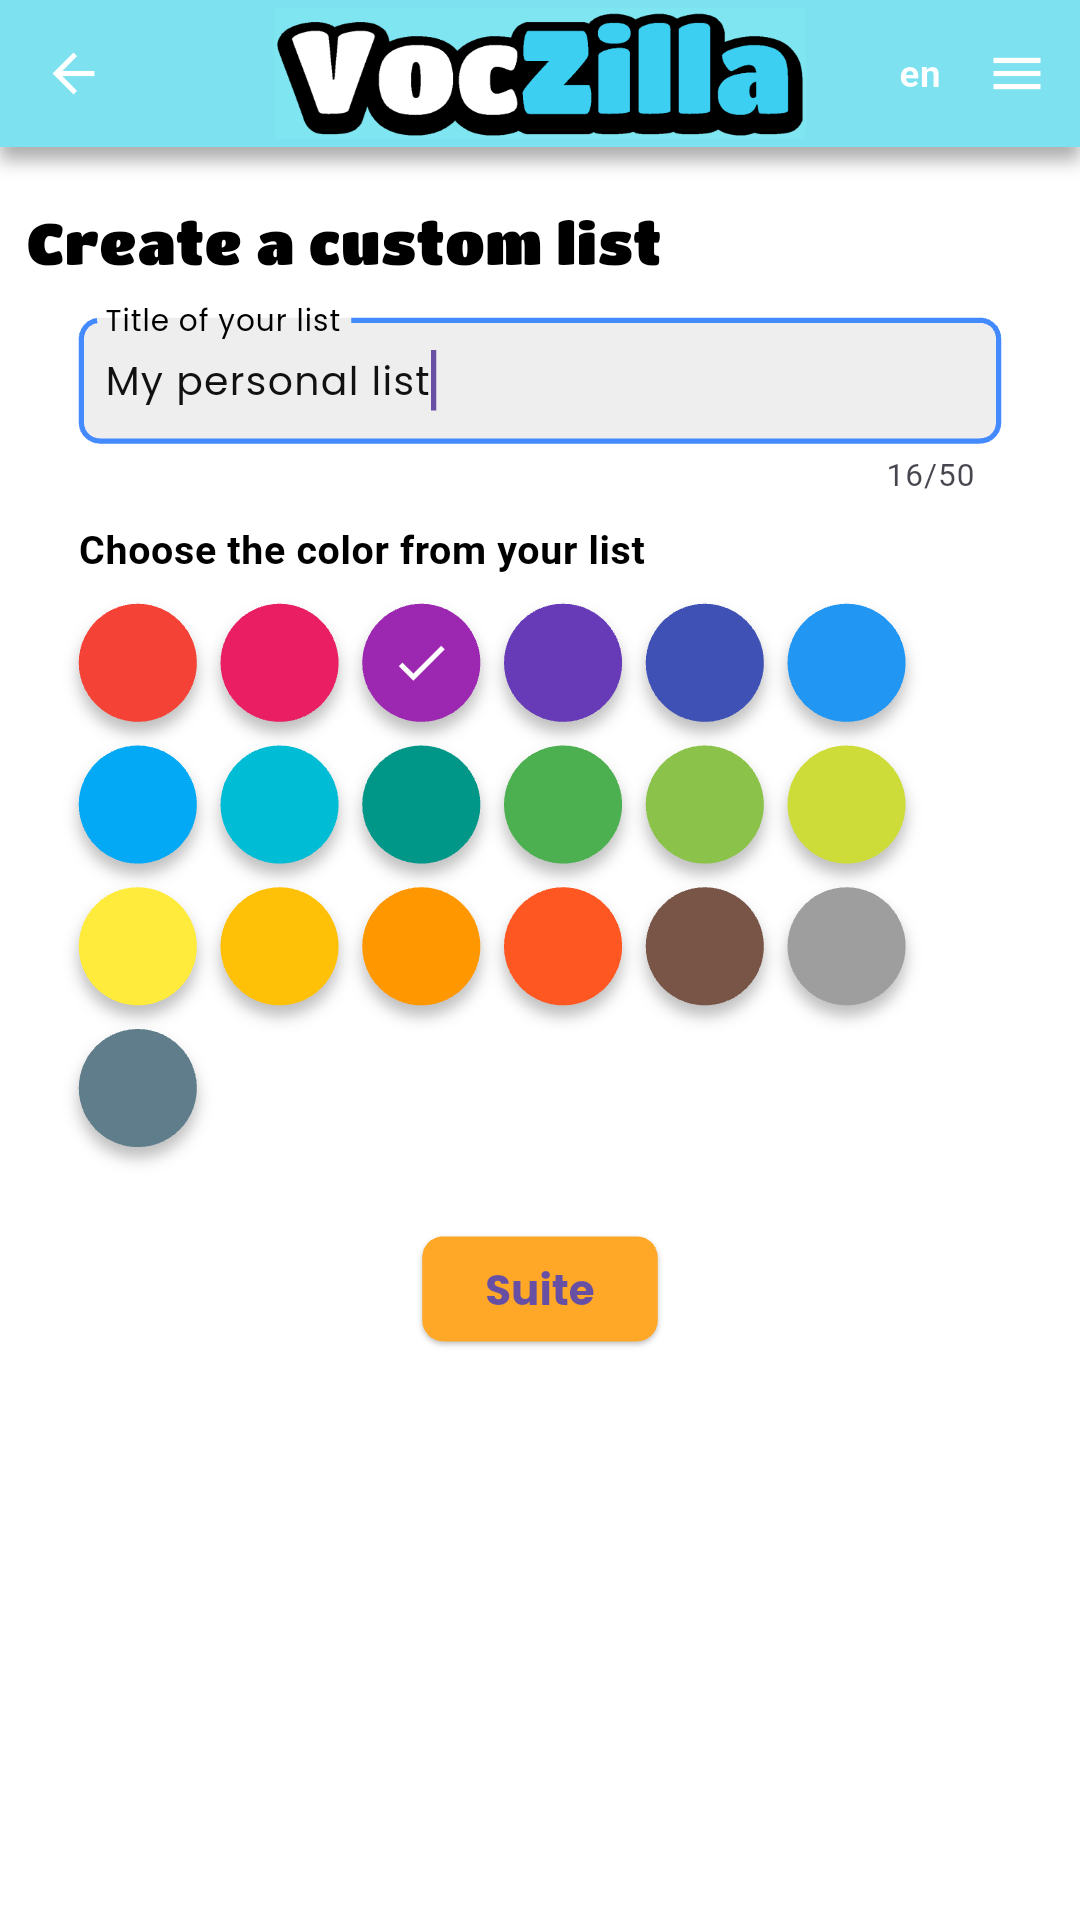 VocZilla
en
Create a custom list
Title of your list
My personal list
16/50
Choose the color from your list
Suite